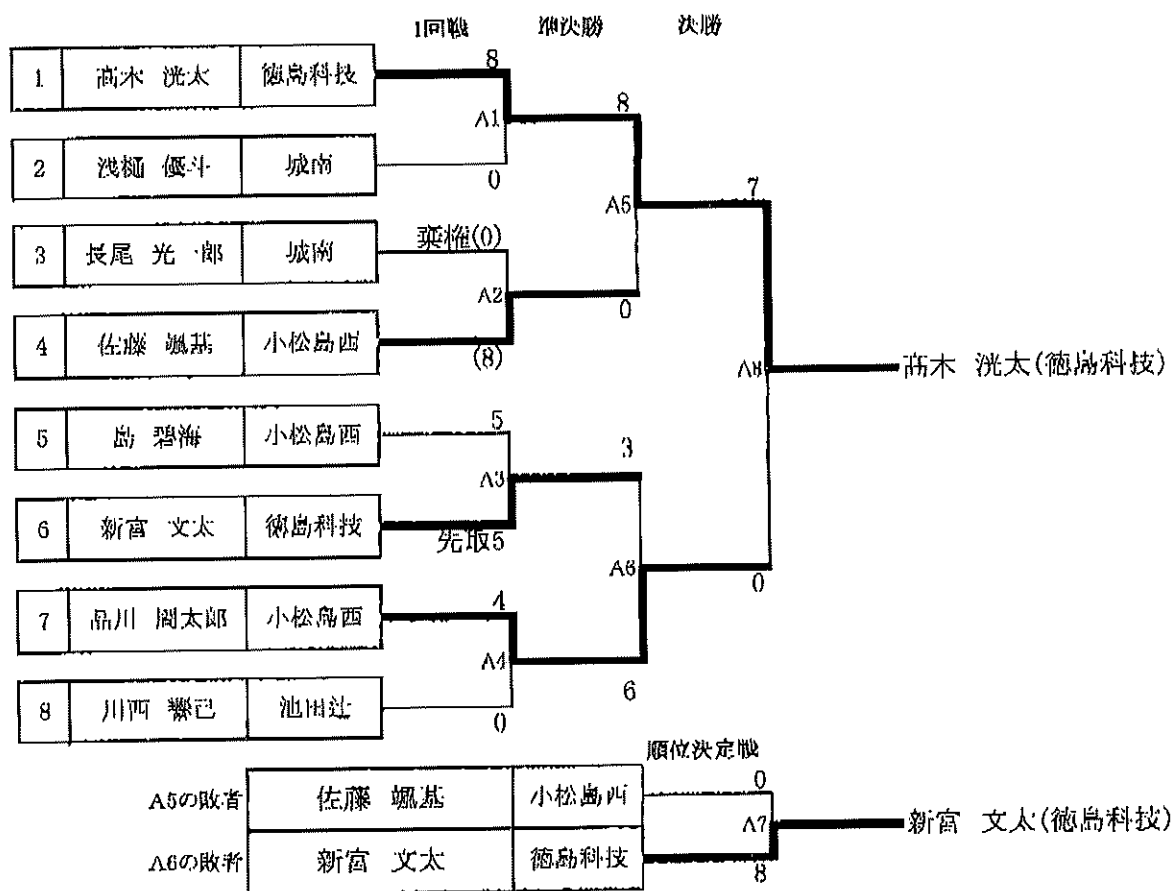 1回戦 準決勝 決勝
1 高木 洸太 徳島科技 8
A1 8
2 浅樋 優斗 城南 0
A5 7
3 長尾 光一郎 城南 棄権(0)
A2 0
4 佐藤 颯基 小松島西 (8)
A8 高木 洸太(徳島科技)
5 島 碧海 小松島西 5
A3 3
6 新宮 文太 徳島科技 先取5
A6 0
7 品川 間太郎 小松島西 4
A4 6
8 川西 響己 池田辻 0
順位決定戦
A5の敗者 佐藤 颯基 小松島西 0
A7 新宮 文太(徳島科技)
A6の敗者 新宮 文太 徳島科技 8